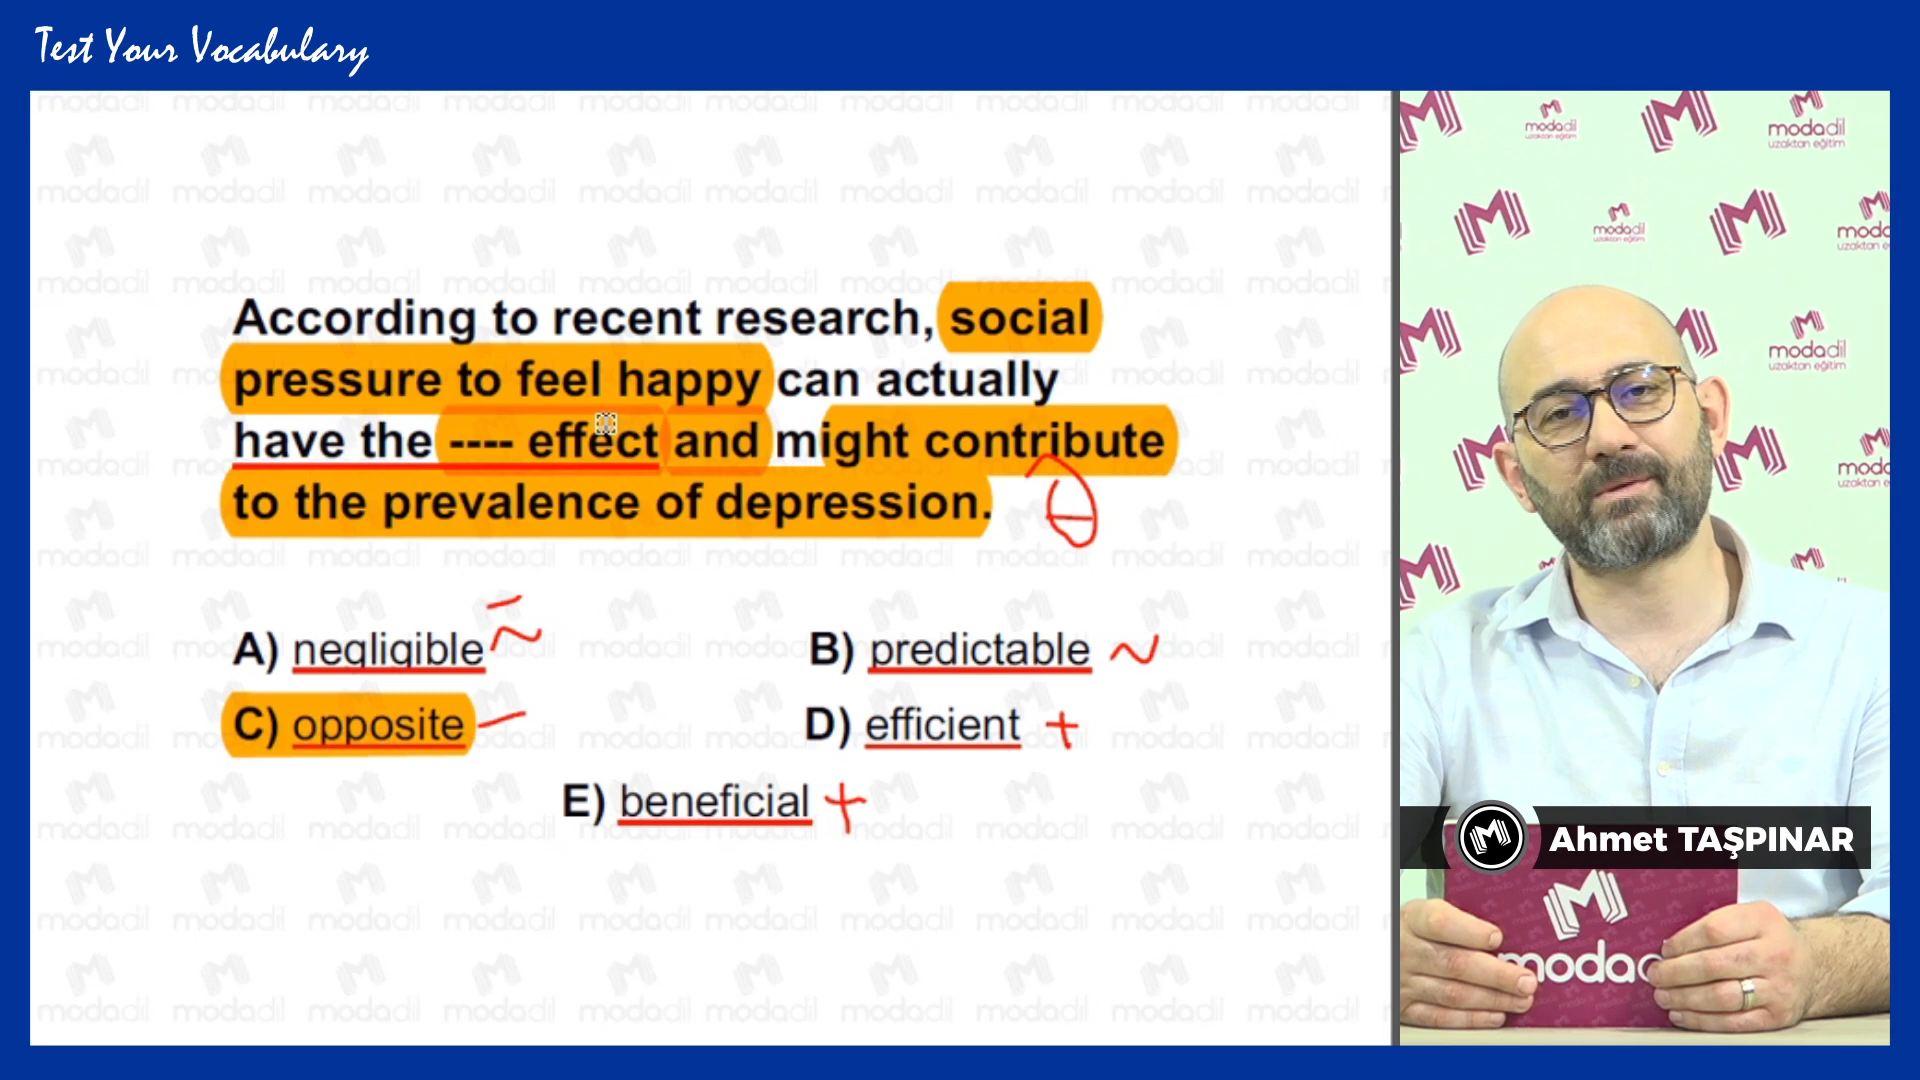 Test Your Vocabulary
According to recent research, social
pressure to feel happy can actually
have the ---- effect and might contribute
to the prevalence of depression.
A) negligible ~
B) predictable ~
C) opposite –
D) efficient +
E) beneficial +
modadil
uzaktan eğitim
Ahmet TAŞPINAR
moda